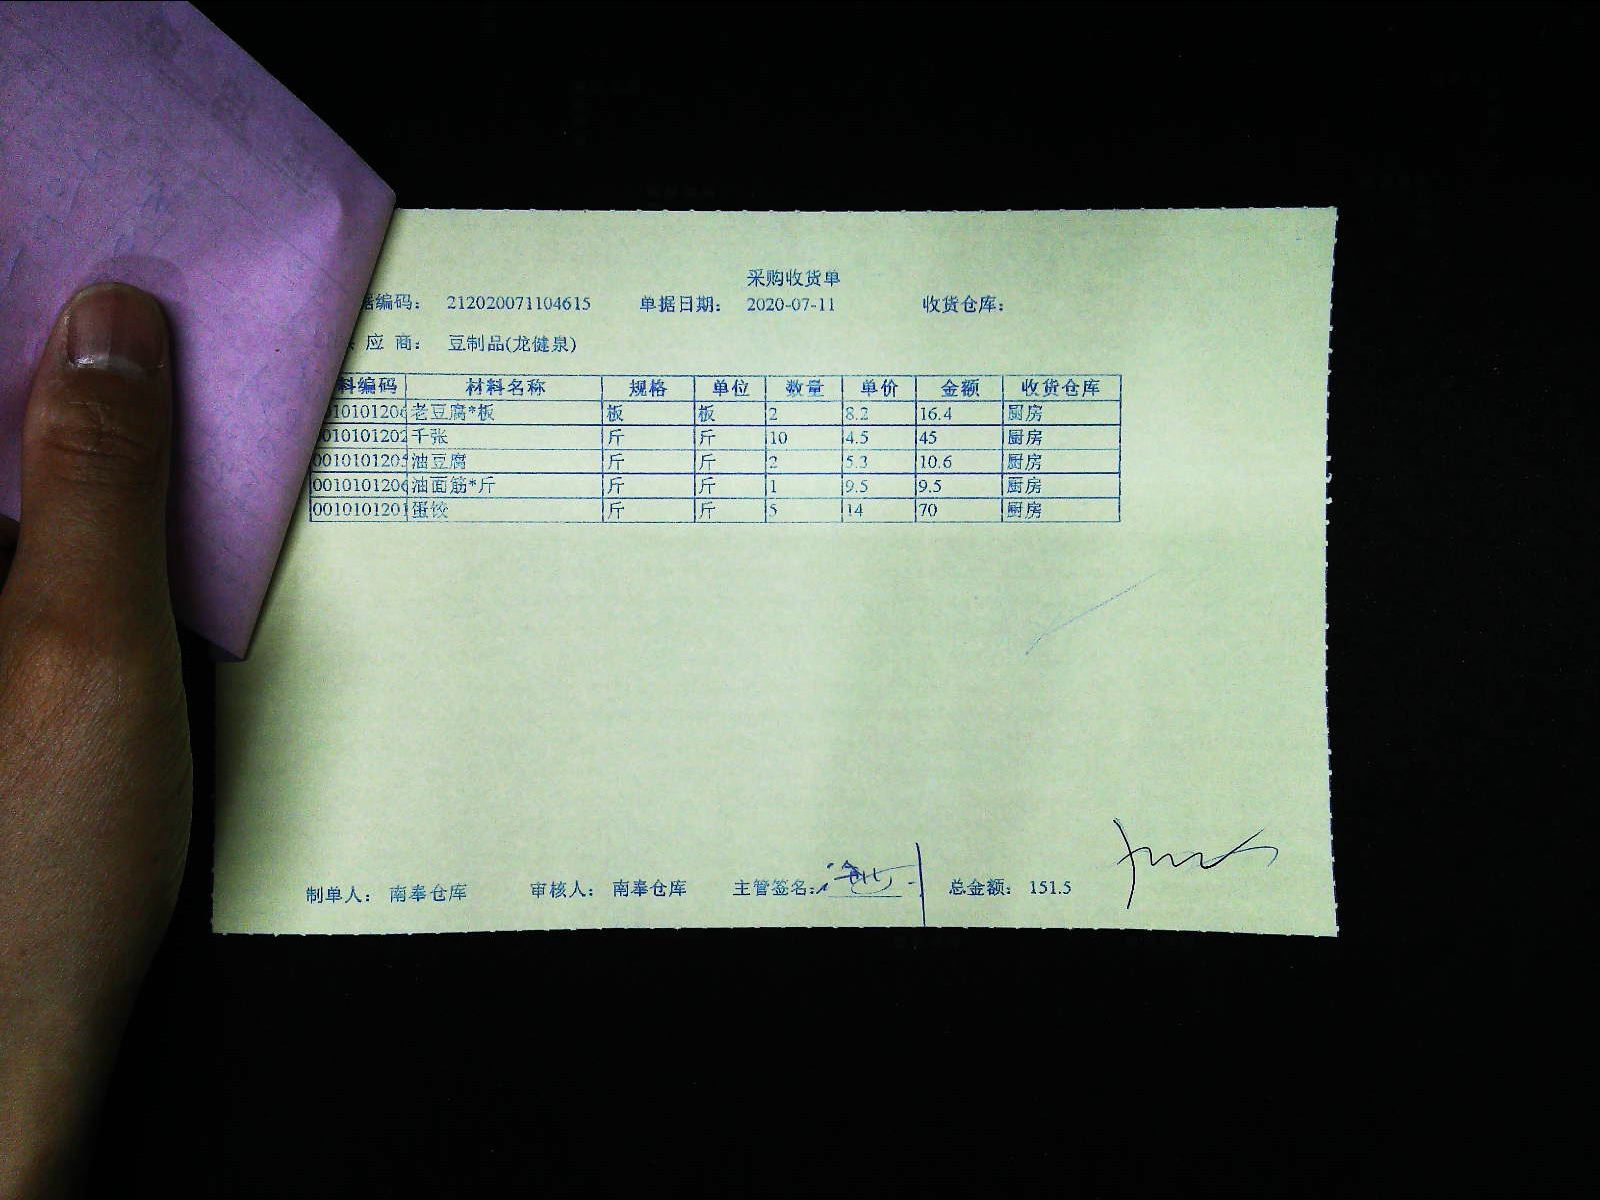 采购收货单
据编码： 212020071104615 单据日期： 2020-07-11 收货仓库：
应 商： 豆制品(龙健泉)
料编码 材料名称 规格 单位 数量 单价 金额 收货仓库
010101206 老豆腐*板 板 板 2 8.2 16.4 厨房
0010101202 千张 斤 斤 10 4.5 45 厨房
0010101205 油豆腐 斤 斤 2 5.3 10.6 厨房
0010101206 油面筋*斤 斤 斤 1 9.5 9.5 厨房
0010101201 蛋饺 斤 斤 5 14 70 厨房
制单人： 南奉仓库 审核人： 南奉仓库 主管签名： 总金额： 151.5